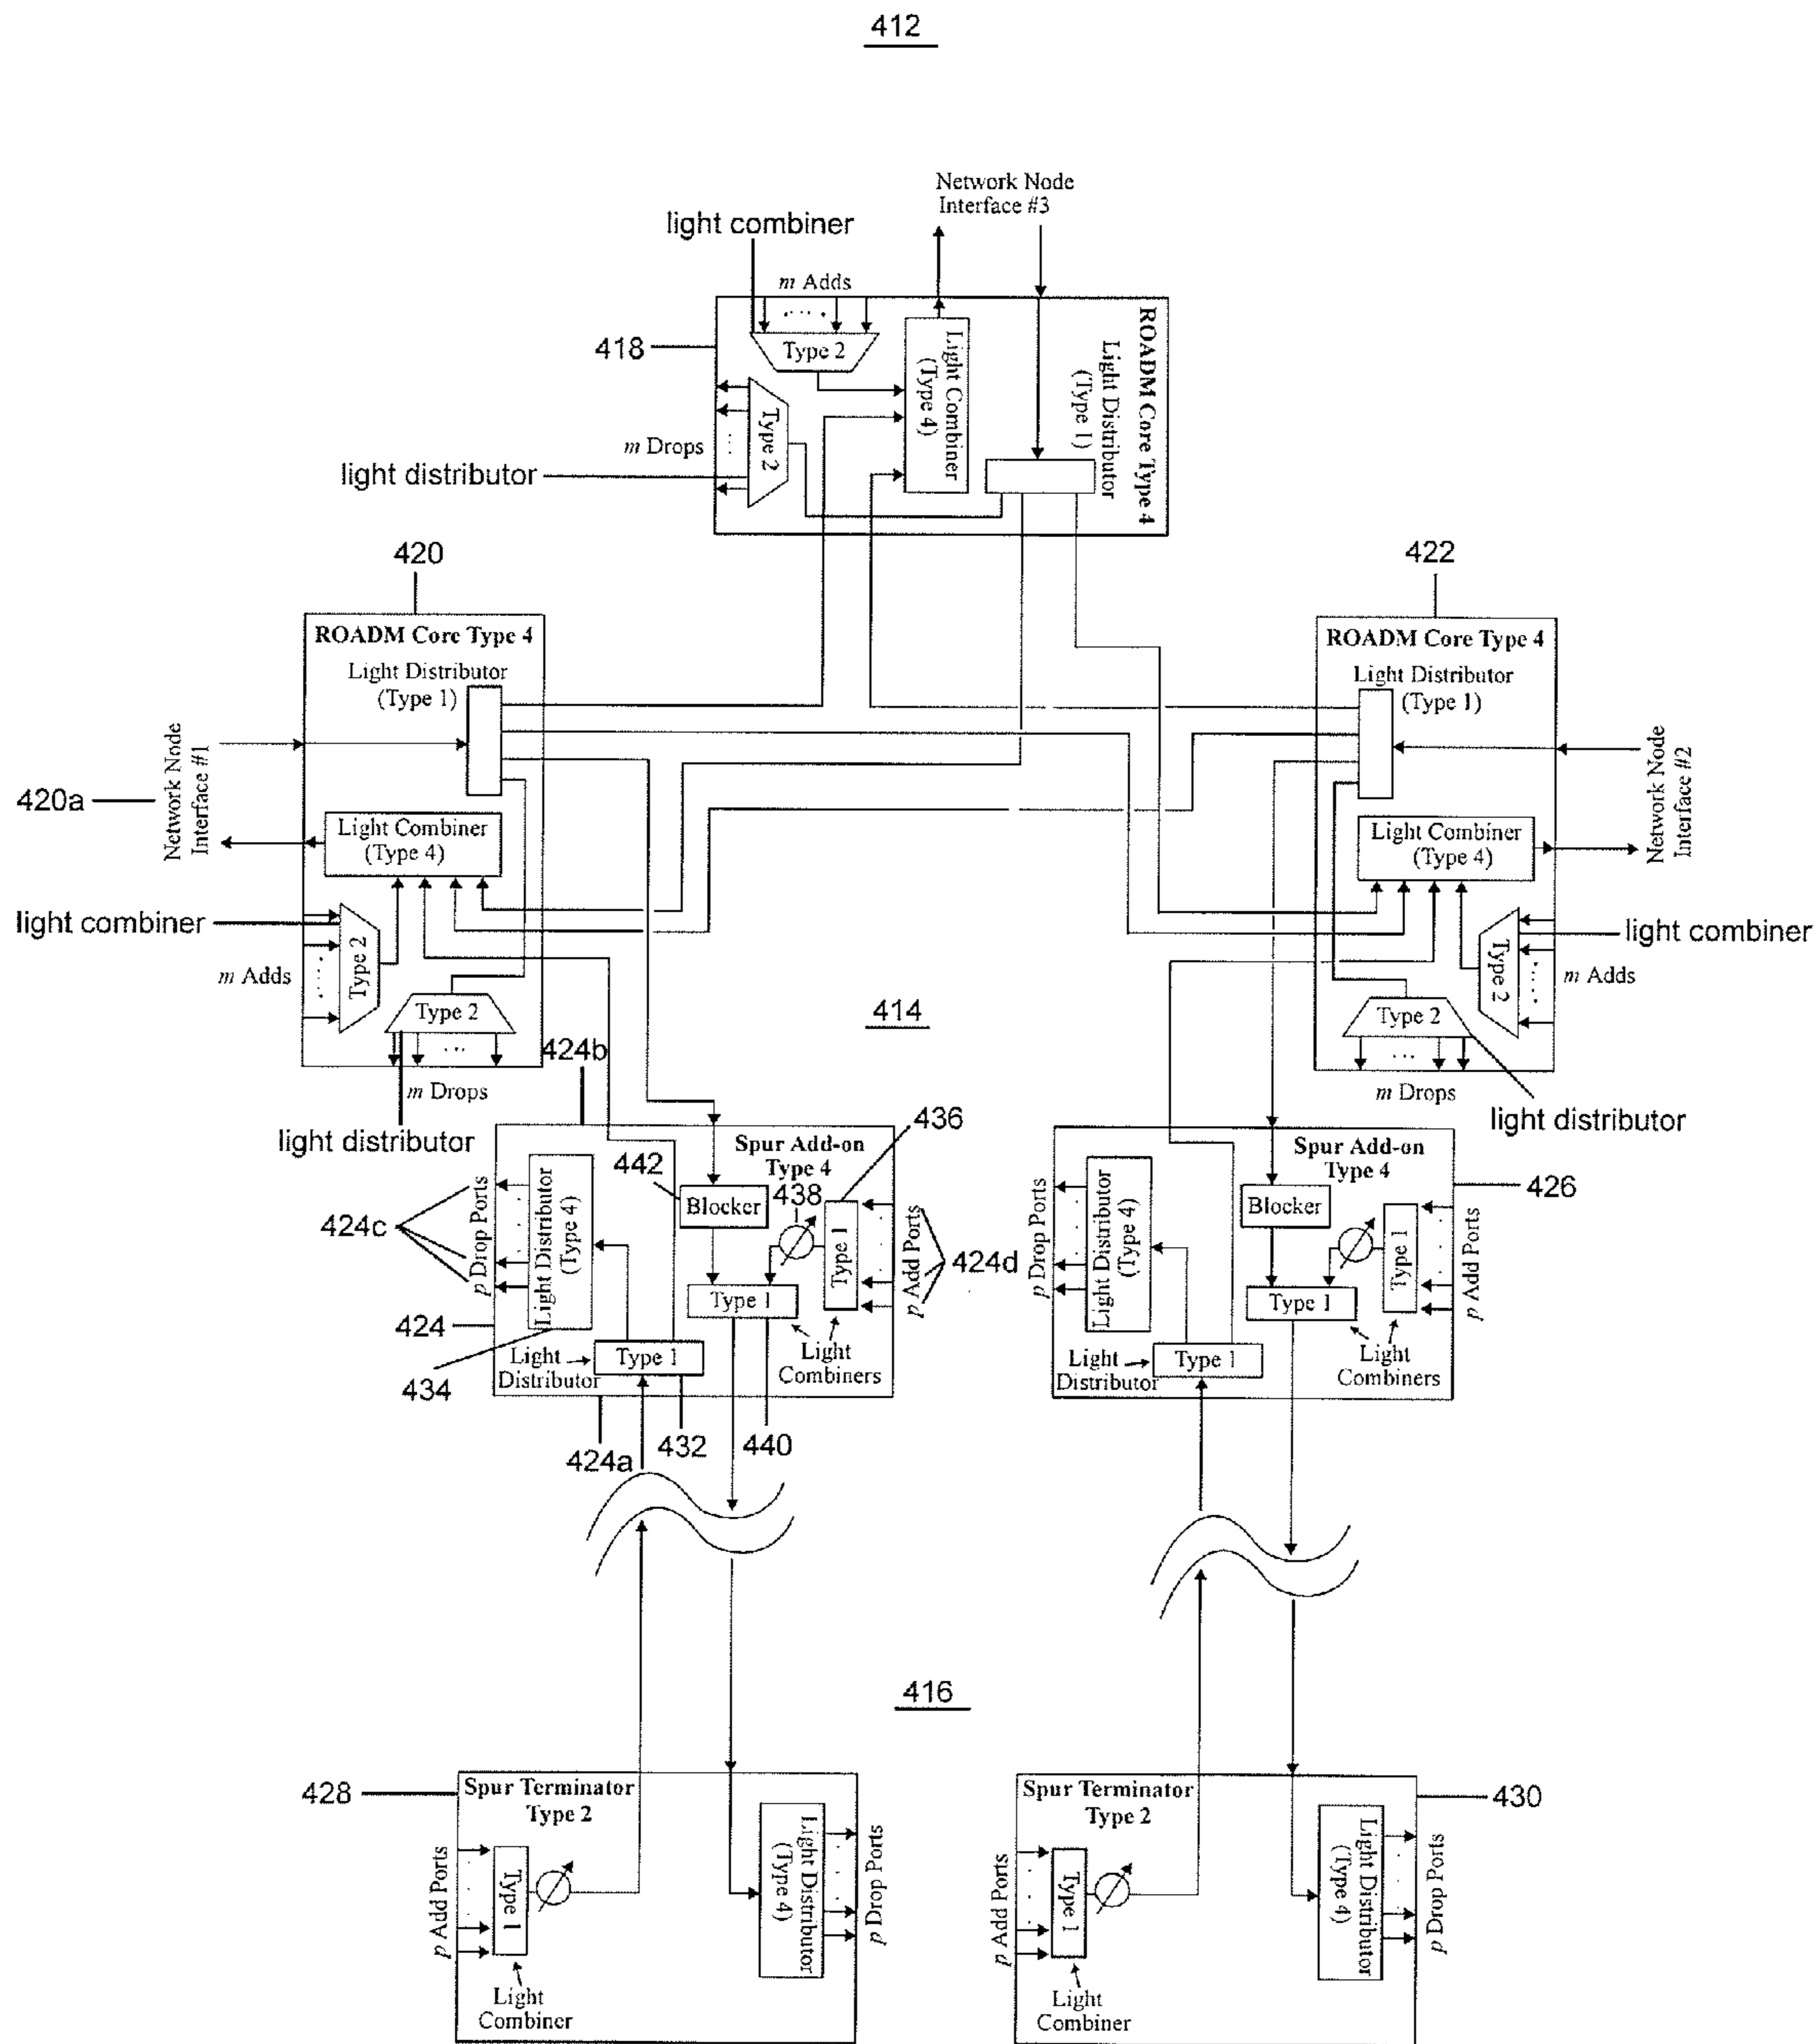 412
Network Node
Interface #3
light combiner
m Adds
Type 2
418
Light Combiner
(Type 4)
Light Distributor
(Type 1)
ROADM Core Type 4
Type 2
m Drops
light distributor
420
422
ROADM Core Type 4
Light Distributor
(Type 1)
ROADM Core Type 4
Light Distributor
(Type 1)
420a
Network Node
Interface #1
Network Node
Interface #2
Light Combiner
(Type 4)
Light Combiner
(Type 4)
light combiner
light combiner
m Adds
Type 2
Type 2
m Adds
Type 2
Type 2
414
424b
m Drops
m Drops
light distributor
light distributor
436
Spur Add-on
Type 4
442
438
Blocker
424c
p Drop Ports
Light Distributor
(Type 4)
Type 1
p Add Ports
424d
Type 1
424
Light
Distributor
Type 1
Light
Combiners
434
424a
432
440
Spur Add-on
Type 4
426
Blocker
p Drop Ports
Light Distributor
(Type 4)
Type 1
p Add Ports
Type 1
Light
Distributor
Type 1
Light
Combiners
416
428
Spur Terminator
Type 2
p Add Ports
Type 1
Light Distributor
(Type 4)
p Drop Ports
Light
Combiner
Spur Terminator
Type 2
430
p Add Ports
Type 1
Light Distributor
(Type 4)
p Drop Ports
Light
Combiner